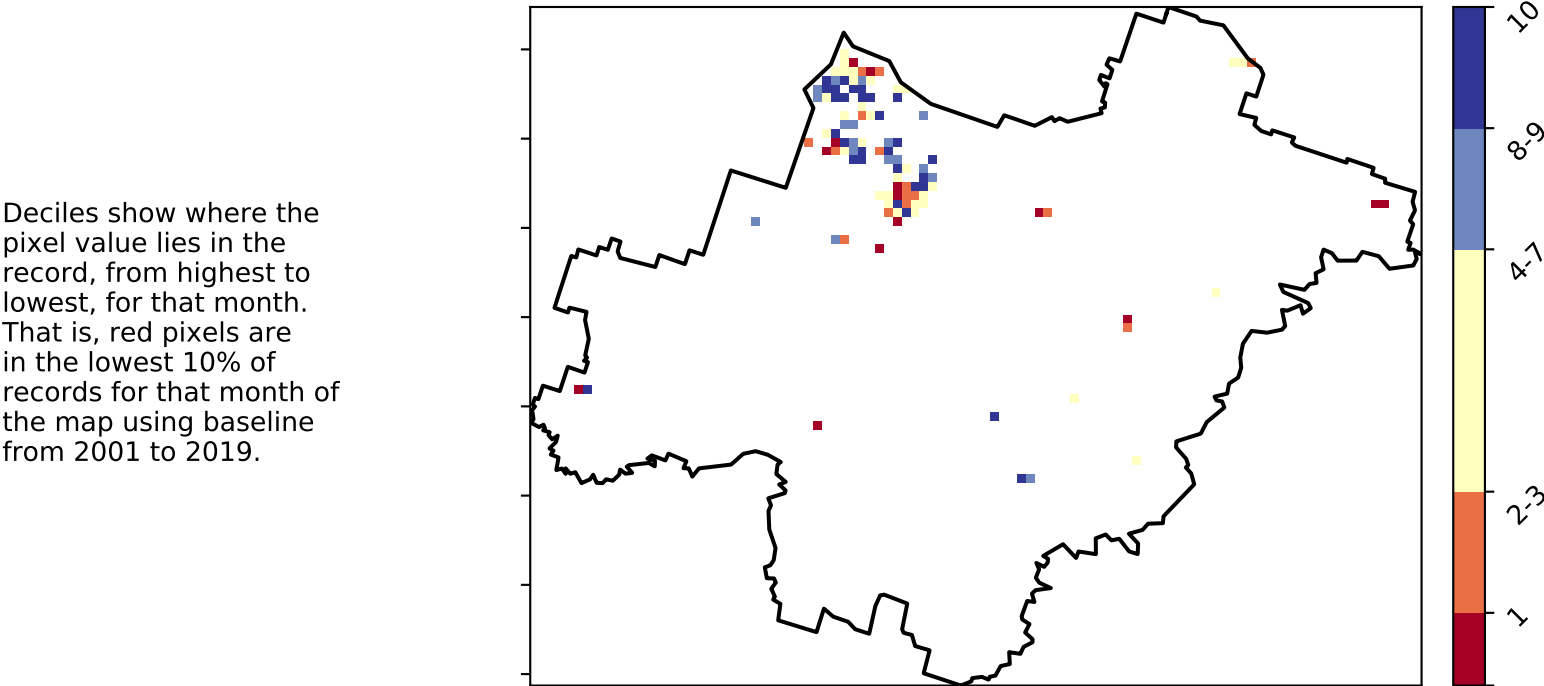 Deciles show where the
pixel value lies in the
record, from highest to
lowest, for that month.
That is, red pixels are
in the lowest 10% of
records for that month of
the map using baseline
from 2001 to 2019.
10
8-9
4-7
2-3
1